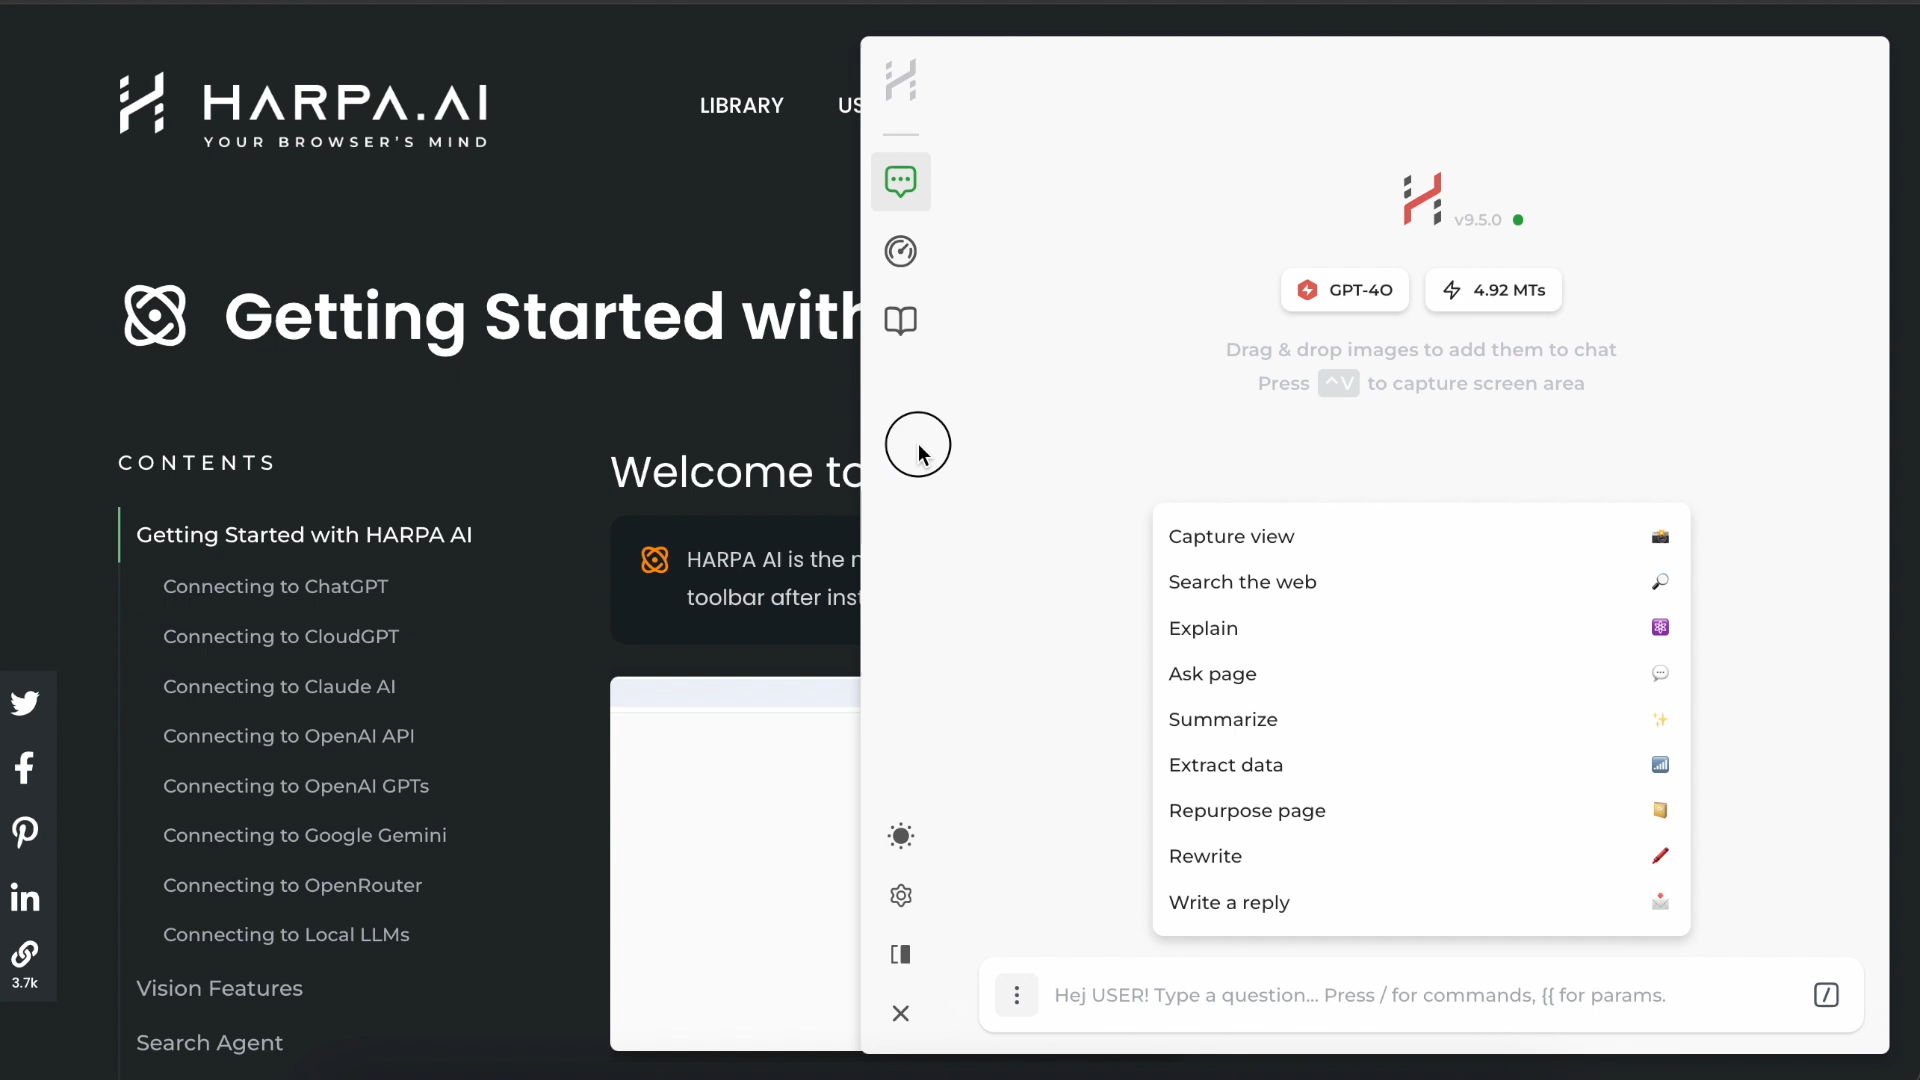 HARPA.AI
YOUR BROWSER'S MIND
LIBRARY
US
Getting Started with
CONTENTS
Getting Started with HARPA AI
Connecting to ChatGPT
Connecting to CloudGPT
Connecting to Claude AI
Connecting to OpenAI API
Connecting to OpenAI GPTs
Connecting to Google Gemini
Connecting to OpenRouter
Connecting to Local LLMs
Vision Features
Search Agent
3.7k
Welcome to
HARPA AI is the
toolbar after inst
v9.5.0
GPT-4O
4.92 MTs
Drag & drop images to add them to chat
Press ^V to capture screen area
Capture view
Search the web
Explain
Ask page
Summarize
Extract data
Repurpose page
Rewrite
Write a reply
Hej USER! Type a question... Press / for commands, {{ for params.